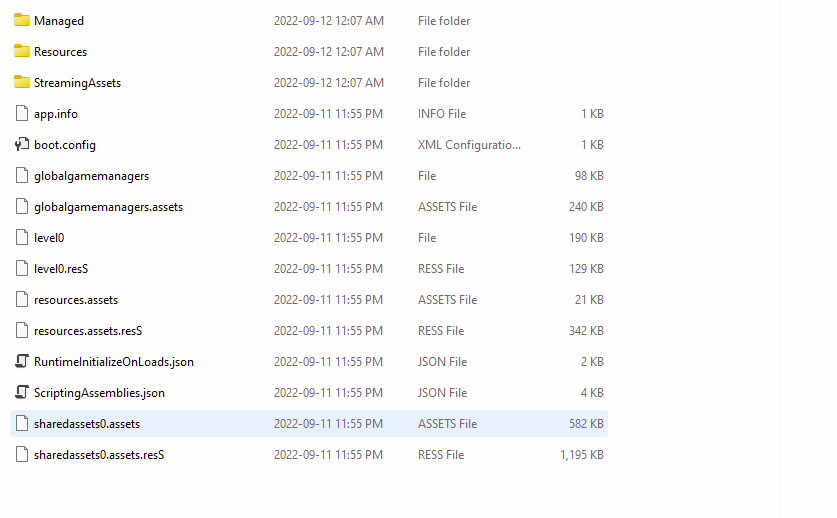 Managed 2022-09-12 12:07 AM File folder
Resources 2022-09-12 12:07 AM File folder
StreamingAssets 2022-09-12 12:07 AM File folder
app.info 2022-09-11 11:55 PM INFO File 1 KB
boot.config 2022-09-11 11:55 PM XML Configuratio... 1 KB
globalgamemanagers 2022-09-11 11:55 PM File 98 KB
globalgamemanagers.assets 2022-09-11 11:55 PM ASSETS File 240 KB
level0 2022-09-11 11:55 PM File 190 KB
level0.resS 2022-09-11 11:55 PM RESS File 129 KB
resources.assets 2022-09-11 11:55 PM ASSETS File 21 KB
resources.assets.resS 2022-09-11 11:55 PM RESS File 342 KB
RuntimeInitializeOnLoads.json 2022-09-11 11:55 PM JSON File 2 KB
ScriptingAssemblies.json 2022-09-11 11:55 PM JSON File 4 KB
sharedassets0.assets 2022-09-11 11:55 PM ASSETS File 582 KB
sharedassets0.assets.resS 2022-09-11 11:55 PM RESS File 1,195 KB